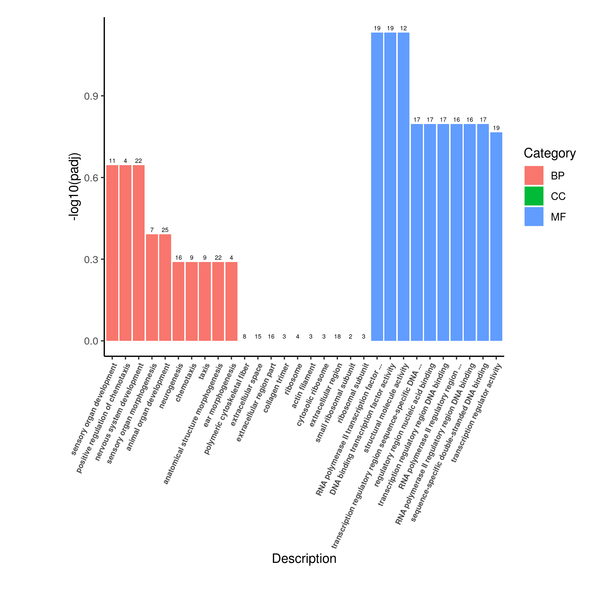 -log10(padj)
0.9
0.6
0.3
0.0
11 4 22 7 25 16 9 9 22 4 8 15 16 3 4 3 3 18 2 3 19 19 12 17 17 17 16 16 17 19
sensory organ development
positive regulation of chemotaxis
nervous system development
sensory organ morphogenesis
animal organ development
neurogenesis
chemotaxis
taxis
anatomical structure morphogenesis
ear morphogenesis
polymeric cytoskeletal fiber
extracellular space
extracellular region part
collagen trimer
ribosome
actin filament
cytosolic ribosome
extracellular region
small ribosomal subunit
ribosomal subunit
RNA polymerase II transcription factor ...
DNA binding transcription factor activity
structural molecule activity
transcription regulatory region sequence-specific DNA ...
regulatory region nucleic acid binding
transcription regulatory region DNA binding
RNA polymerase II regulatory region ...
RNA polymerase II regulatory region DNA binding
sequence-specific double-stranded DNA binding
transcription regulator activity
Description
Category
BP
CC
MF